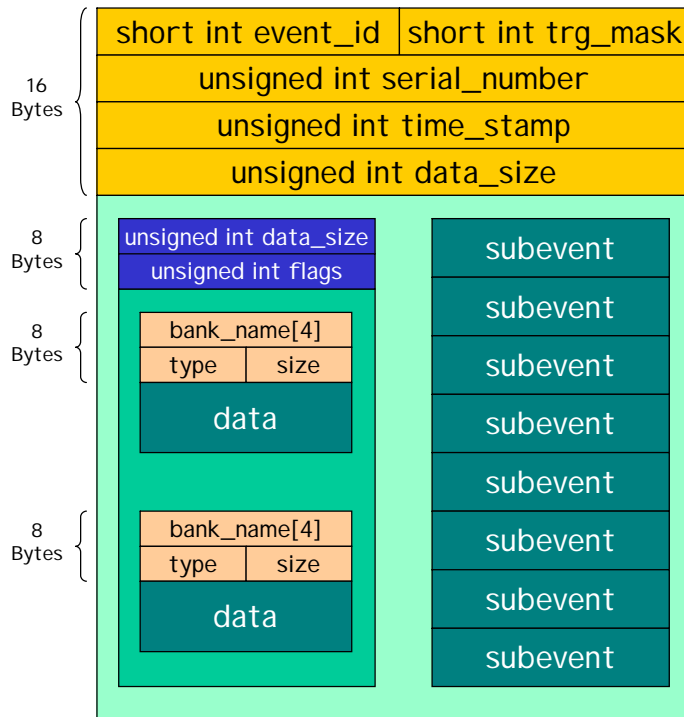 short int event_id short int trg_mask
16
Bytes
unsigned int serial_number
unsigned int time_stamp
unsigned int data_size
8
Bytes
unsigned int data_size
unsigned int flags
8
Bytes
bank_name[4]
type size
data
8
Bytes
bank_name[4]
type size
data
subevent
subevent
subevent
subevent
subevent
subevent
subevent
subevent